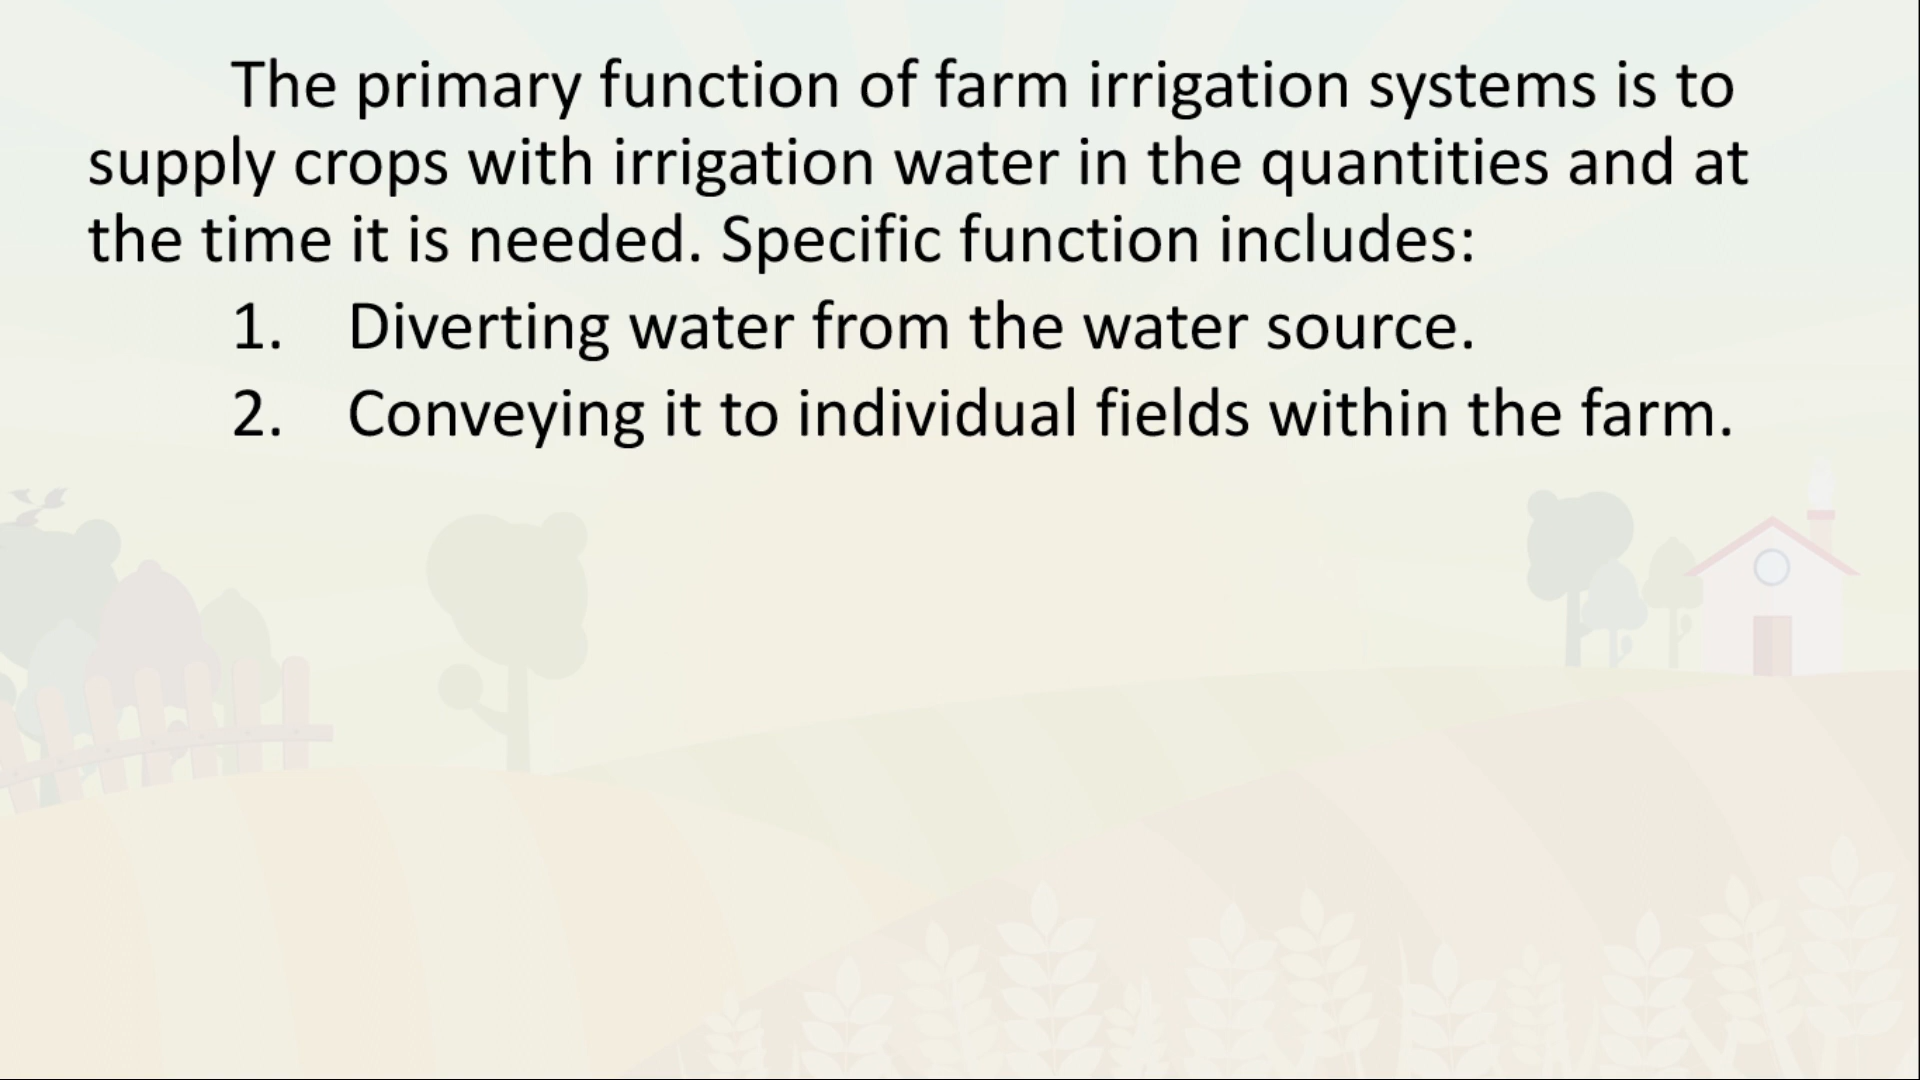 The primary function of farm irrigation systems is to
supply crops with irrigation water in the quantities and at
the time it is needed. Specific function includes:
1. Diverting water from the water source.
2. Conveying it to individual fields within the farm.